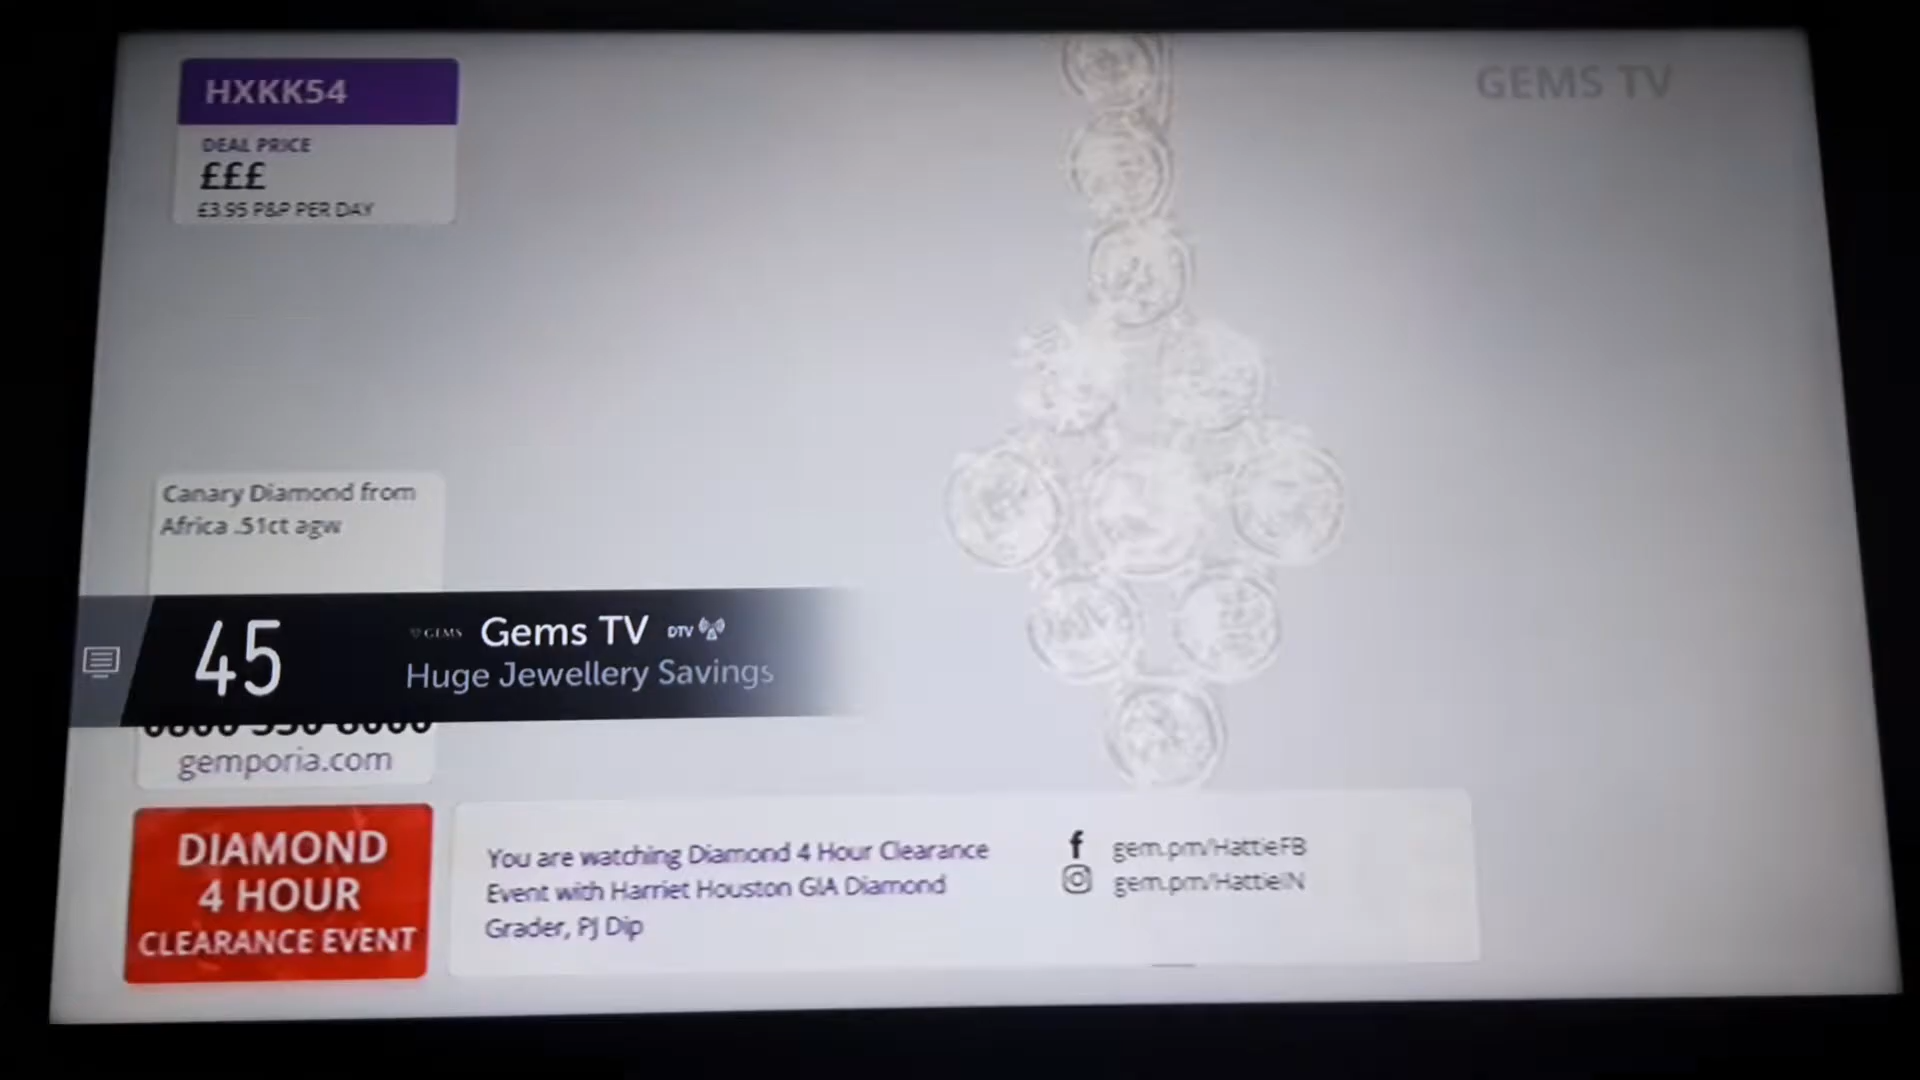 HXKK54
GEMS TV
DEAL PRICE
£££
£3.95 P&P PER DAY
Canary Diamond from
Africa .51ct agw
45
GEMS Gems TV DTV
Huge Jewellery Savings
gemporia.com
DIAMOND
4 HOUR
CLEARANCE EVENT
You are watching Diamond 4 Hour Clearance
Event with Harriet Houston GIA Diamond
Grader, PJ Dip
gem.pm/HattieFB
gem.pm/HattieIN